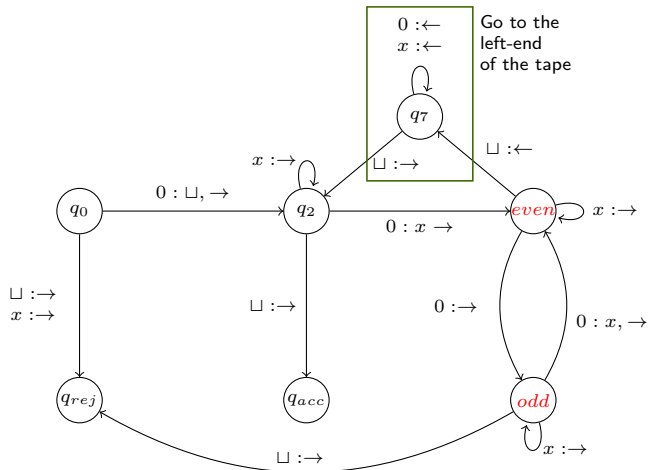 0 :←
x :←
Go to the
left-end
of the tape
q7
⊔ :←
x :→
⊔ :→
q0
0 : ⊔, →
q2
0 : x →
even
x :→
⊔ :→
x :→
⊔ :→
0 :→
0 : x, →
qrej
qacc
odd
x :→
⊔ :→